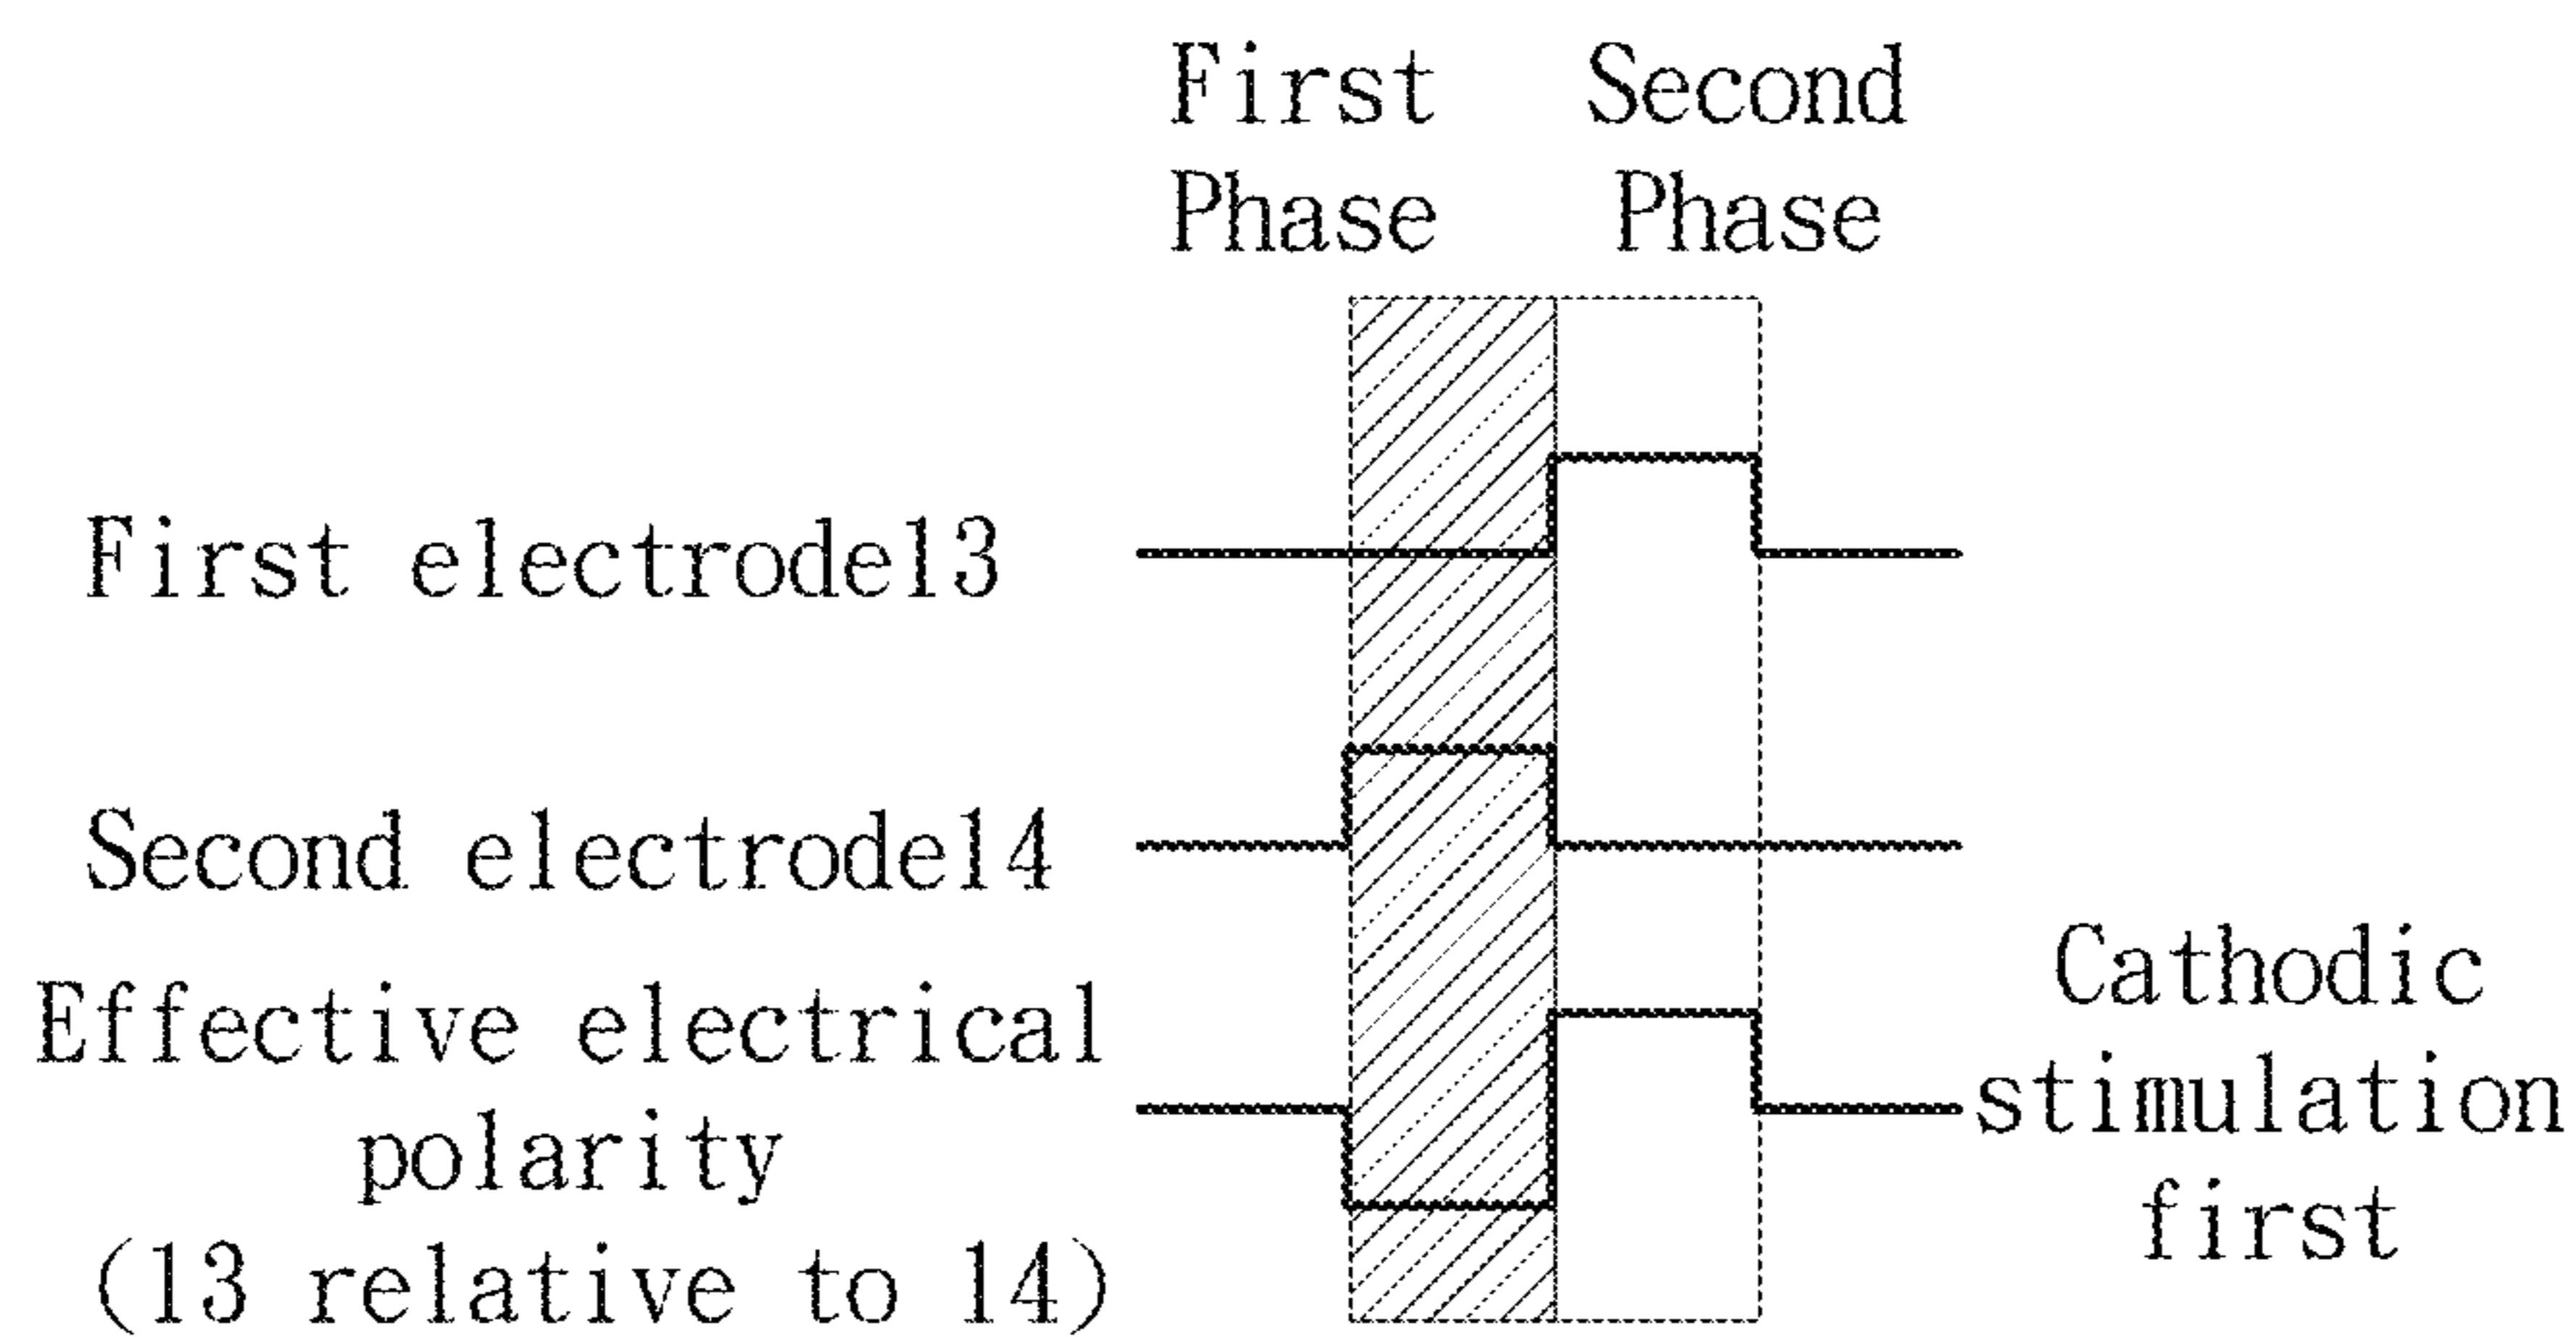 First Second
Phase Phase
First electrode13
Second electrode14
Effective electrical
polarity
(13 relative to 14)
Cathodic
stimulation
first